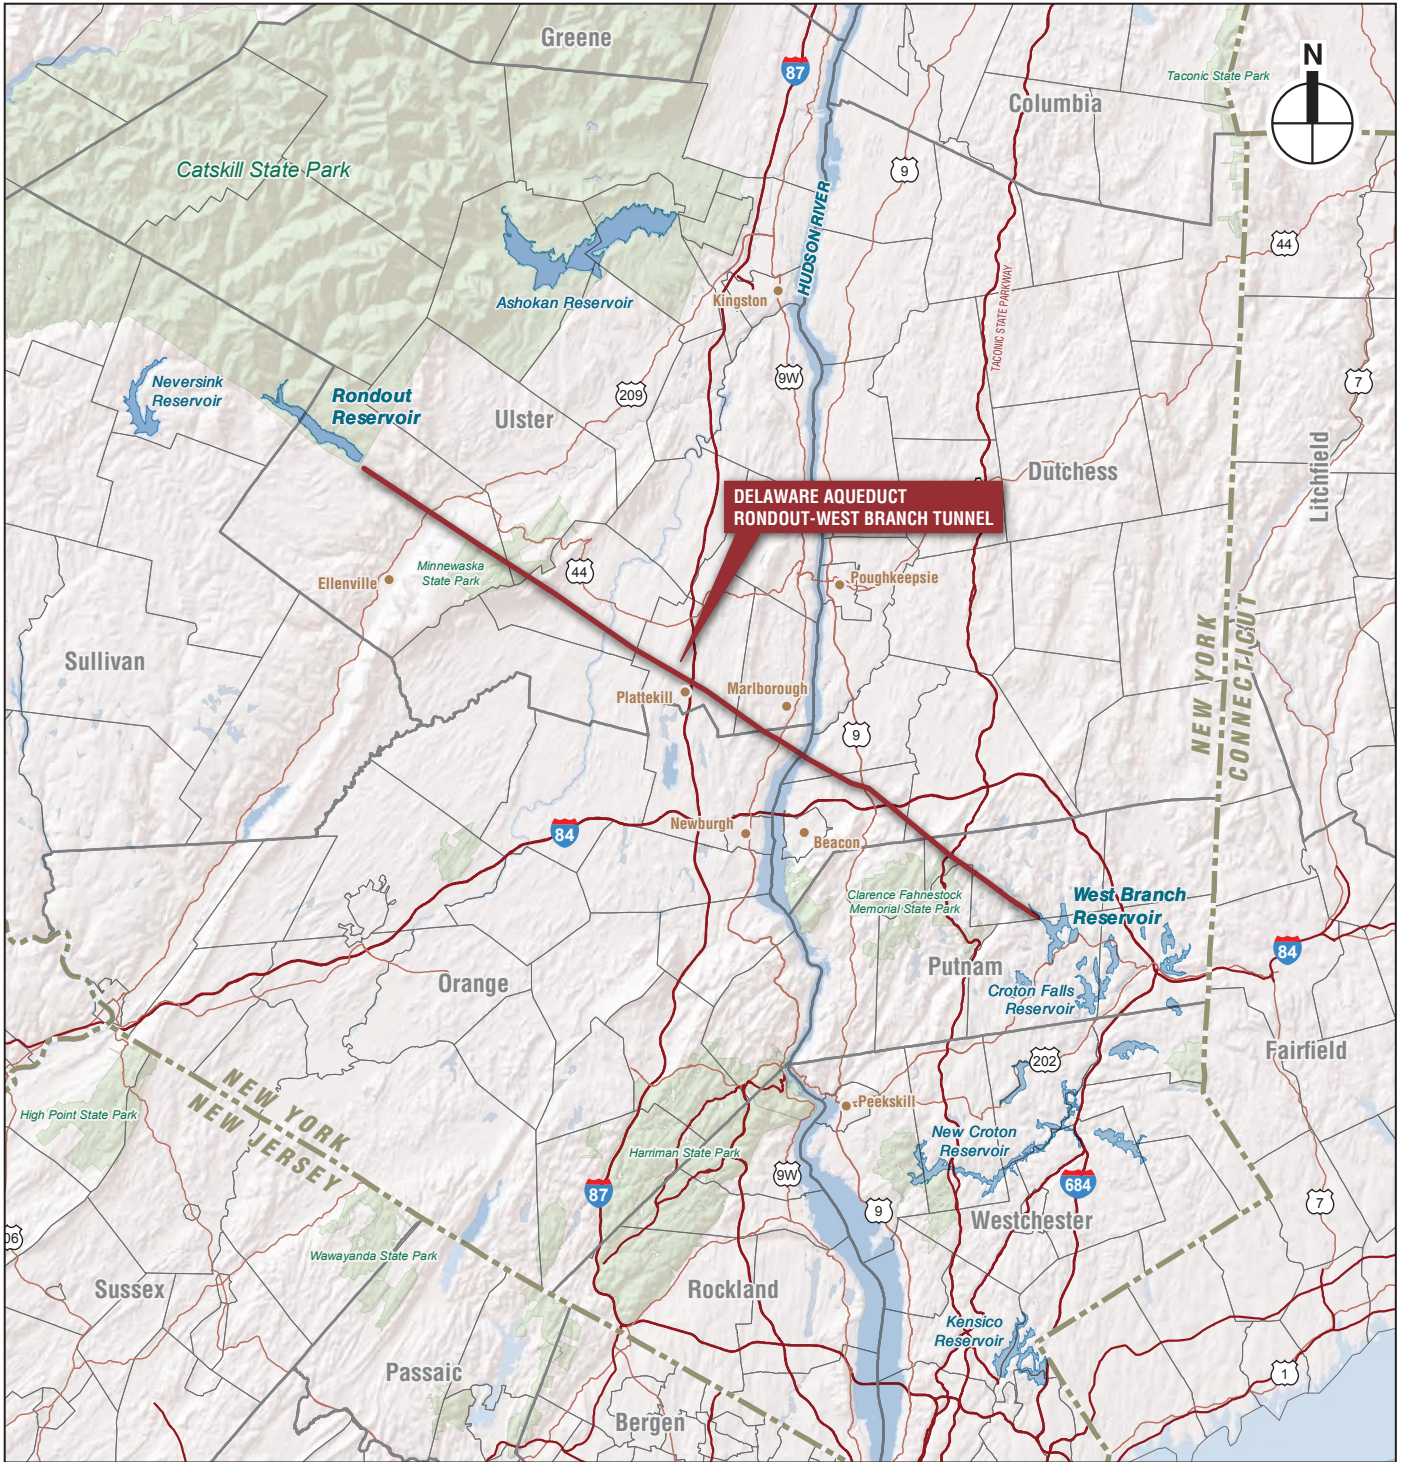 Greene
87
N
Taconic State Park
Columbia
Catskill State Park
9
HUDSON RIVER
44
Ashokan Reservoir
Kingston
TACONIC STATE PARKWAY
Neversink
Reservoir
Rondout
Reservoir
209
9W
7
Ulster
Litchfield
Dutchess
DELAWARE AQUEDUCT
RONDOUT-WEST BRANCH TUNNEL
Ellenville
Minnewaska
State Park
44
Poughkeepsie
NEW YORK
CONNECTICUT
Sullivan
Plattekill
Marlborough
9
84
Newburgh
Beacon
Clarence Fahnestock
Memorial State Park
West Branch
Reservoir
84
Orange
Putnam
Croton Falls
Reservoir
202
Fairfield
NEW YORK
NEW JERSEY
High Point State Park
Peekskill
Harriman State Park
New Croton
Reservoir
87
9W
684
9
7
Westchester
06
Wawayanda State Park
Sussex
Rockland
Kensico
Reservoir
Passaic
1
Bergen